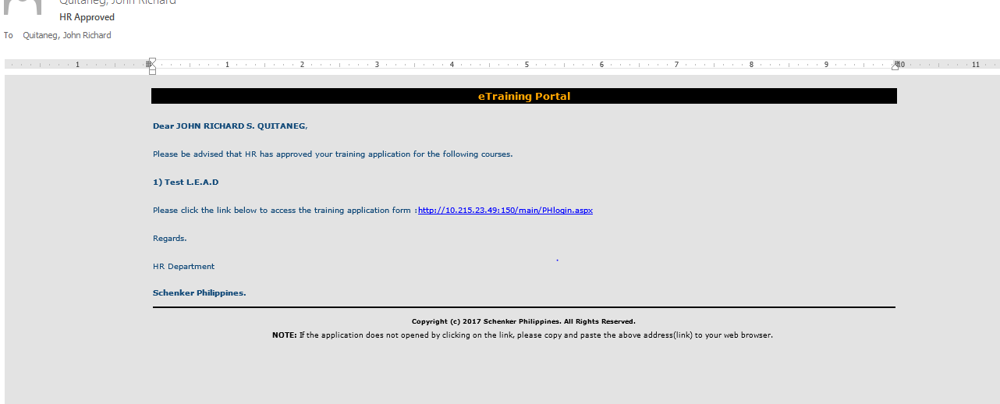 Quitaneg, John Richard
HR Approved
To Quitaneg, John Richard
1 1 2 3 4 5 6 7 8 9 10 11
eTraining Portal
Dear JOHN RICHARD S. QUITANEG,
Please be advised that HR has approved your training application for the following courses.
1) Test L.E.A.D
Please click the link below to access the training application form :http://10.215.23.49:150/main/PHlogin.aspx
Regards.
HR Department
Schenker Philippines.
Copyright (c) 2017 Schenker Philippines. All Rights Reserved.
NOTE: If the application does not opened by clicking on the link, please copy and paste the above address(link) to your web browser.